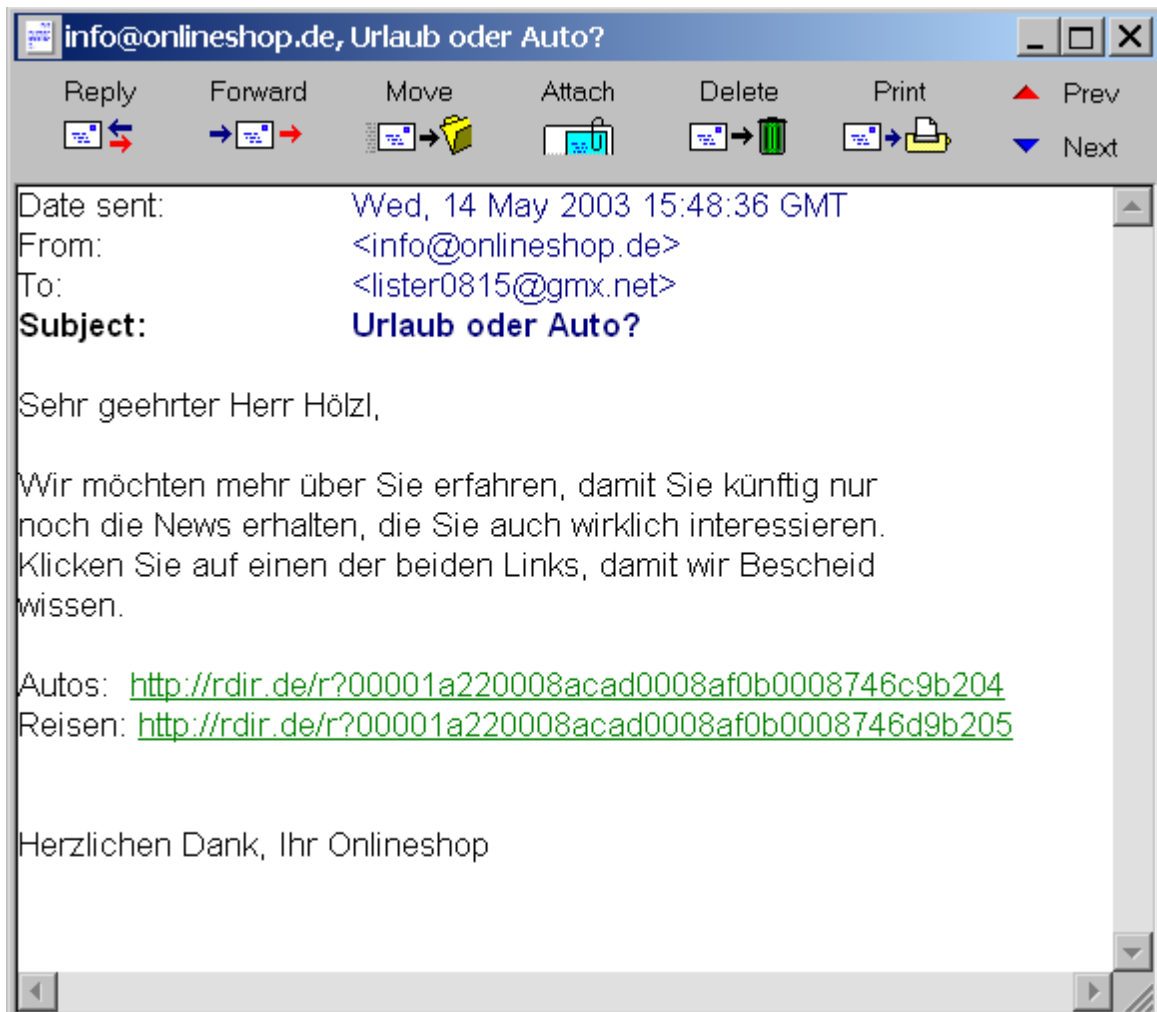 info@onlineshop.de, Urlaub oder Auto?
Reply Forward Move Attach Delete Print Prev
Next
Date sent: Wed, 14 May 2003 15:48:36 GMT
From: <info@onlineshop.de>
To: <lister0815@gmx.net>
Subject: Urlaub oder Auto?
Sehr geehrter Herr Hölzl,
Wir möchten mehr über Sie erfahren, damit Sie künftig nur
noch die News erhalten, die Sie auch wirklich interessieren.
Klicken Sie auf einen der beiden Links, damit wir Bescheid
wissen.
Autos: http://rdir.de/r?00001a220008acad0008af0b0008746c9b204
Reisen: http://rdir.de/r?00001a220008acad0008af0b0008746d9b205
Herzlichen Dank, Ihr Onlineshop